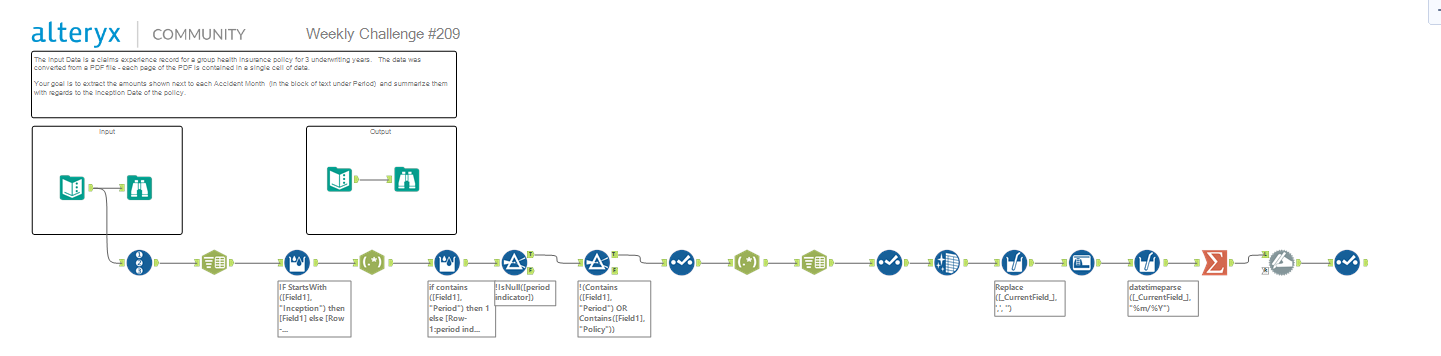 alteryx COMMUNITY Weekly Challenge #209
The Input Data is a claims experience record for a group health insurance policy for 3 underwriting years. The data was
converted from a PDF file - each page of the PDF is contained in a single cell of data.
Your goal is to extract the amounts shown next to each Accident Month (in the block of text under Period) and summarize them
with regards to the Inception Date of the policy.
Input
Output
IF StartsWith
([Field1],
"Inception") then
[Field1] else [Row
-...
if contains
([Field1],
"Period") then 1
else [Row-
1:period ind...
!IsNull([period
indicator])
!(Contains
([Field1],
"Period") OR
Contains([Field1],
"Policy"))
Replace
([_CurrentField_],
',','')
datetimeparse
([_CurrentField_],
"%m/%Y")